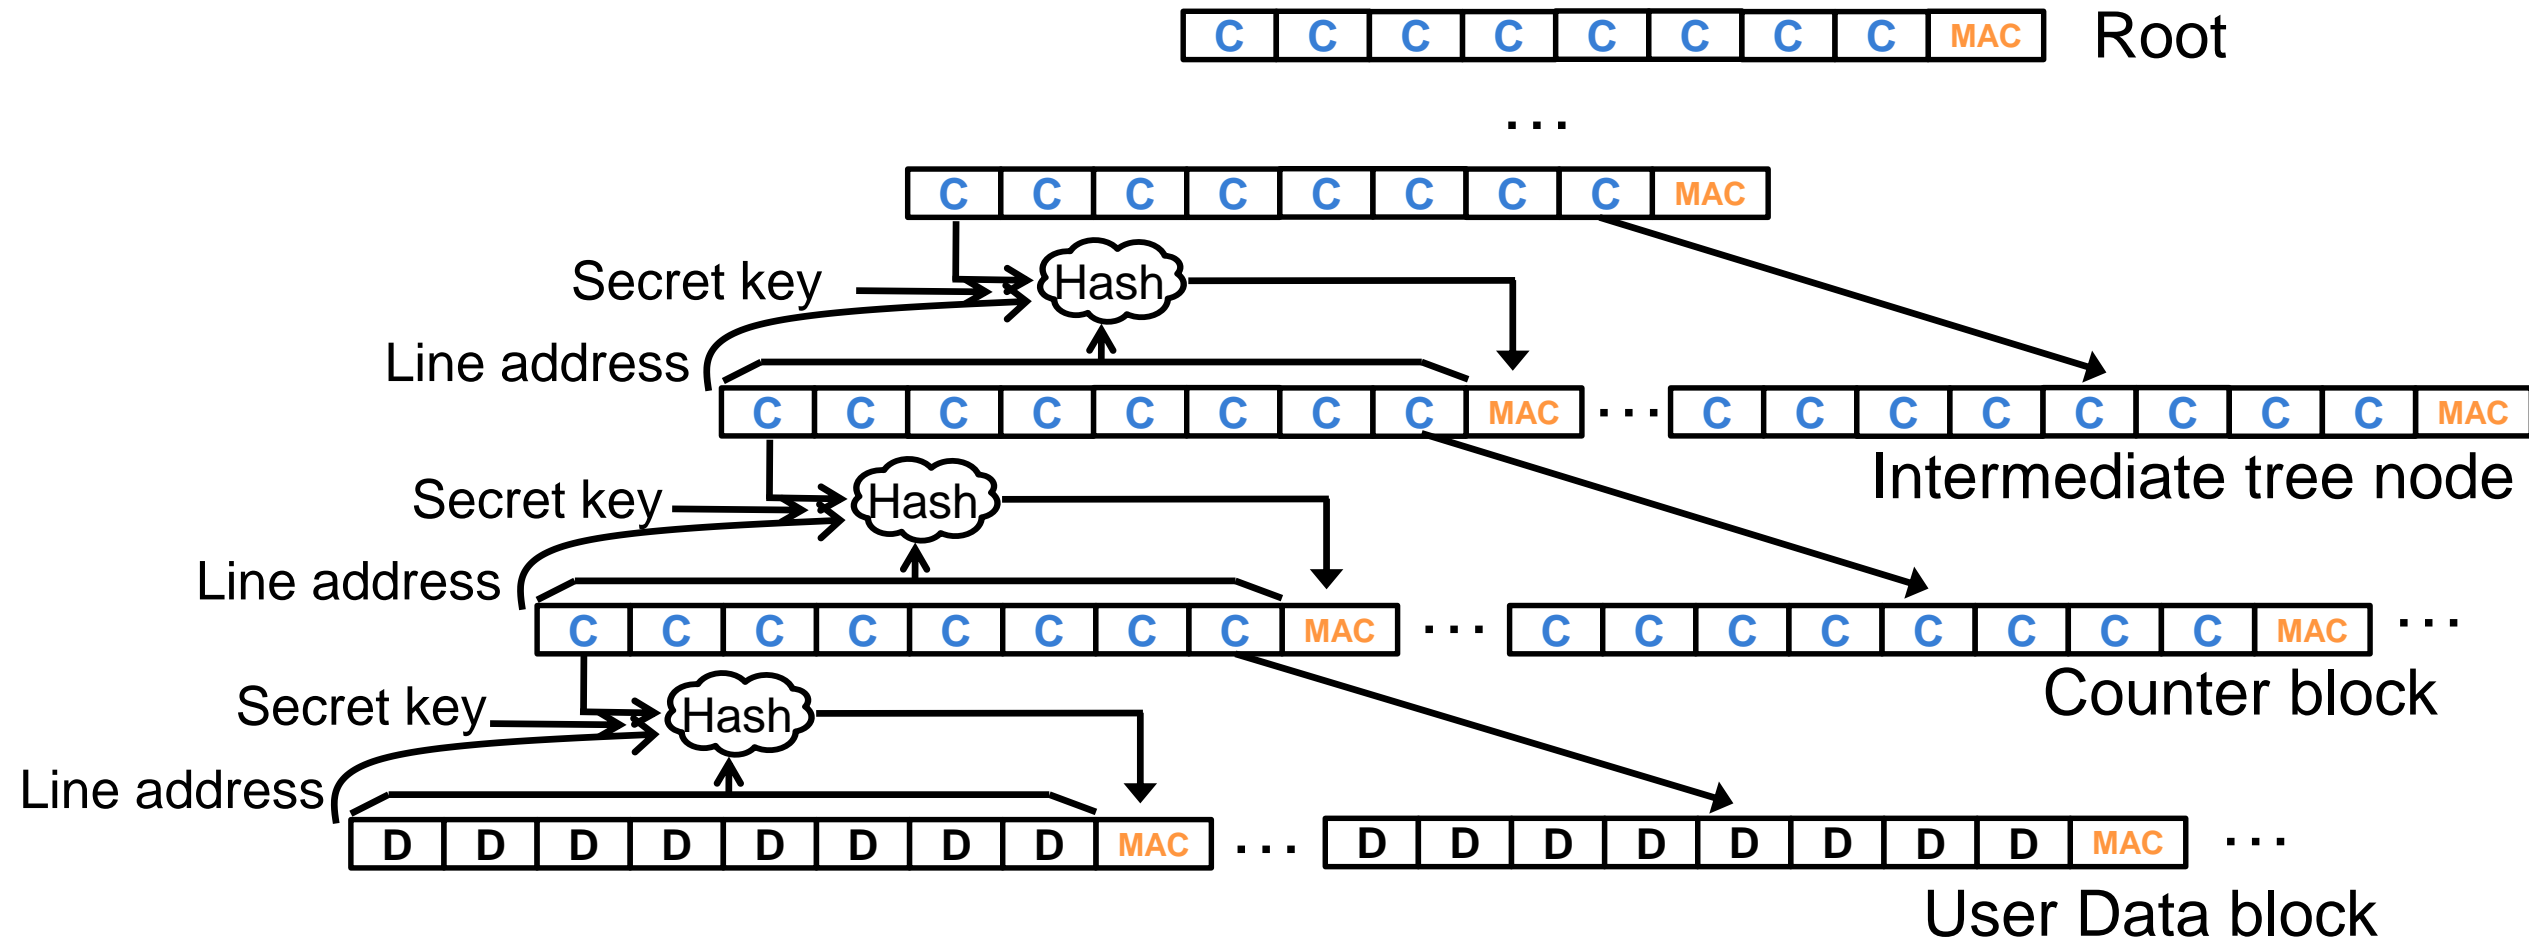 C C C C C C C C MAC Root
...
C C C C C C C C MAC
Secret key Hash
Line address
C C C C C C C C MAC ... C C C C C C C C MAC
Intermediate tree node
Secret key Hash
Line address
C C C C C C C C MAC ... C C C C C C C C MAC ...
Counter block
Secret key Hash
Line address
D D D D D D D D MAC ... D D D D D D D D MAC ...
User Data block